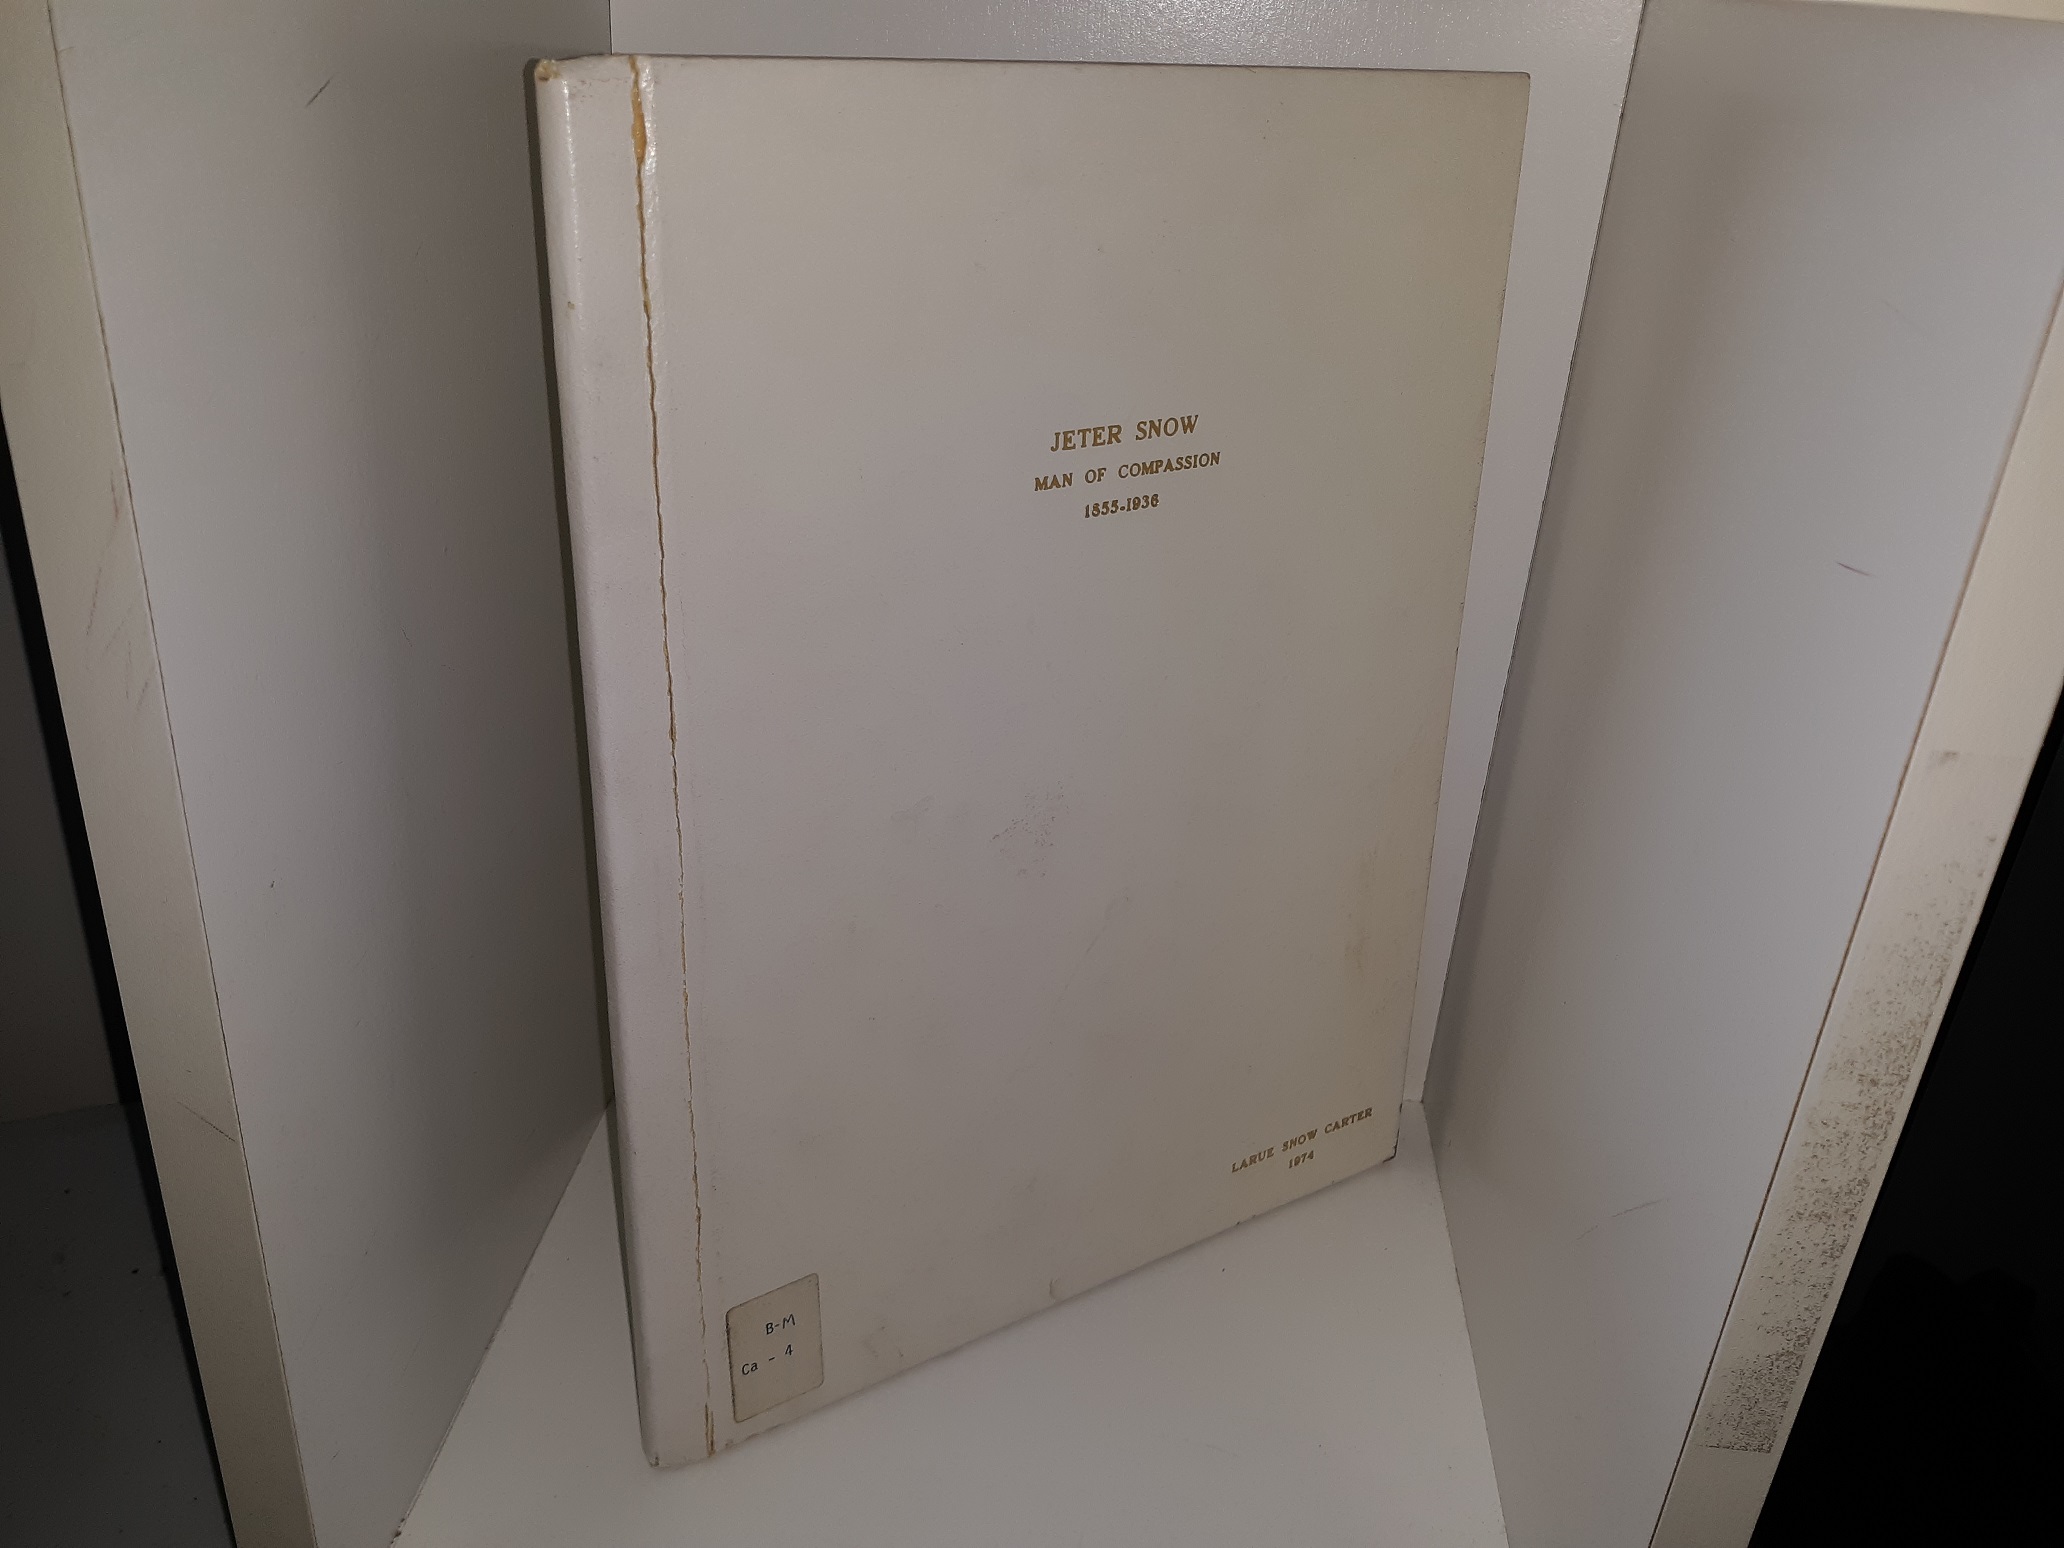 JETER SNOW
MAN OF COMPASSION
1855-1936
LARUE SNOW CARTER
1974
B-M
Ca - 4